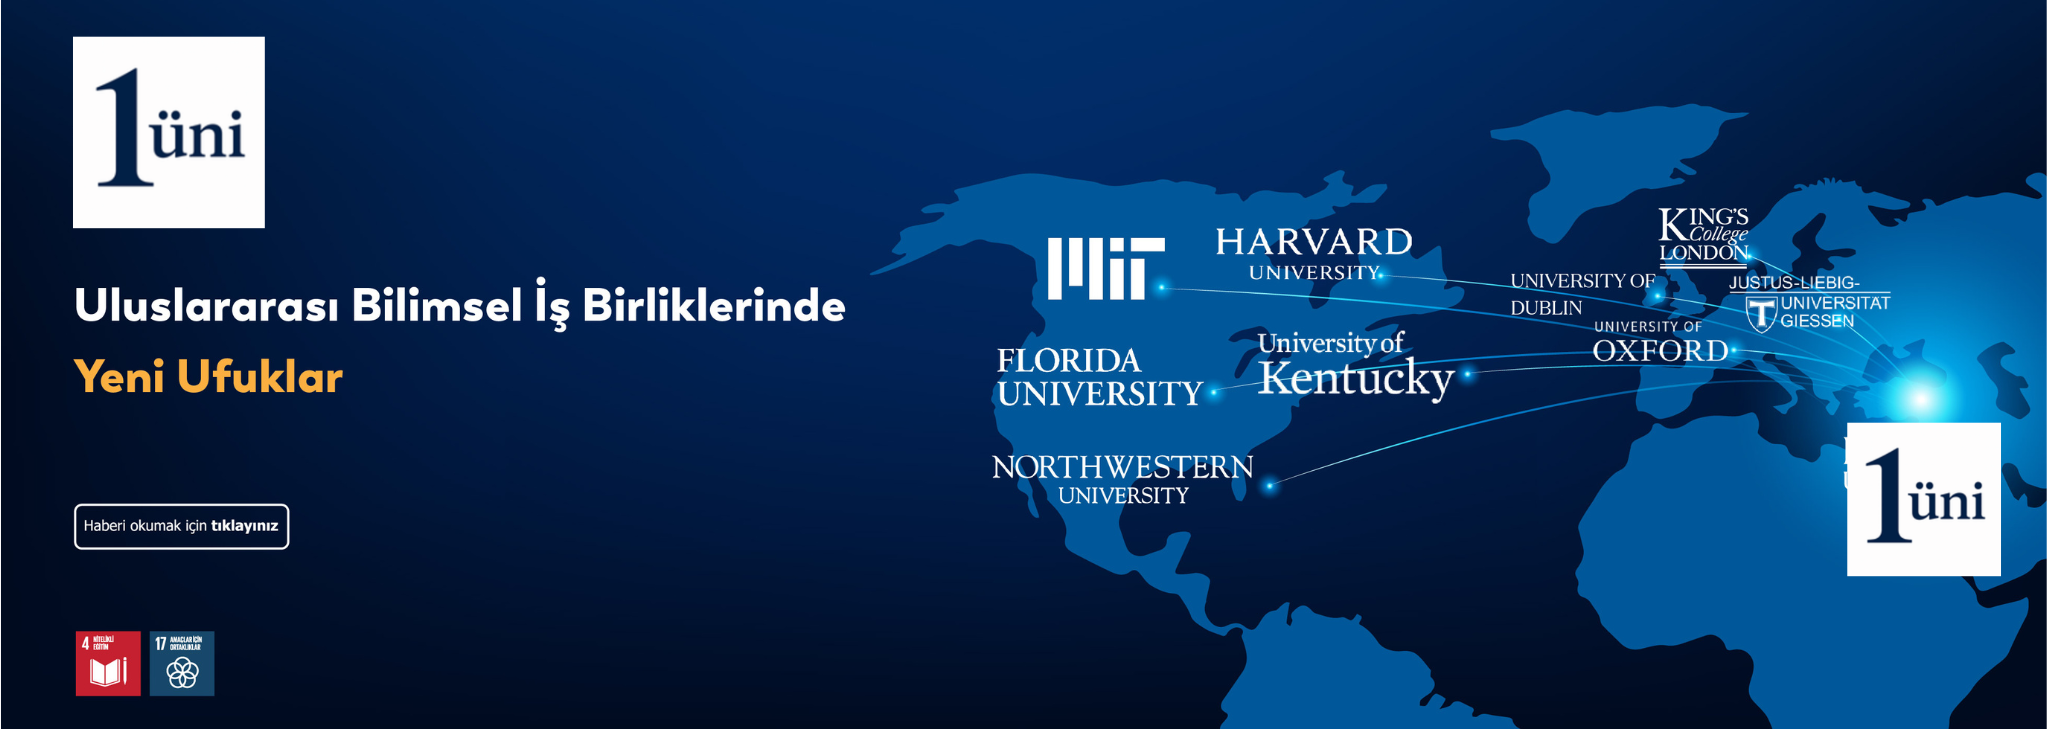 1üni
Uluslararası Bilimsel İş Birliklerinde
Yeni Ufuklar
Haberi okumak için tıklayınız
4 NİTELİKLİ
EĞİTİM
17 AMAÇLAR İÇİN
ORTAKLIKLAR
MIT
HARVARD
UNIVERSITY
FLORIDA
UNIVERSITY
University of
Kentucky
NORTHWESTERN
UNIVERSITY
KING'S
College
LONDON
UNIVERSITY OF
DUBLIN
JUSTUS-LIEBIG-
UNIVERSITAT
GIESSEN
UNIVERSITY OF
OXFORD
1üni